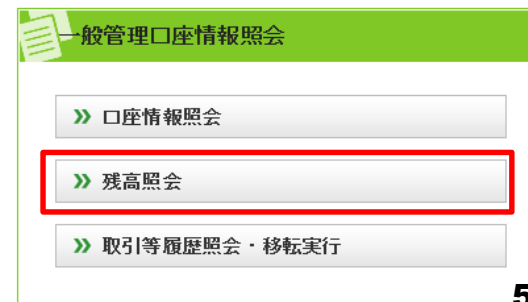 一般管理口座情報照会
» 口座情報照会
» 残高照会
» 取引等履歴照会・移転実行
5